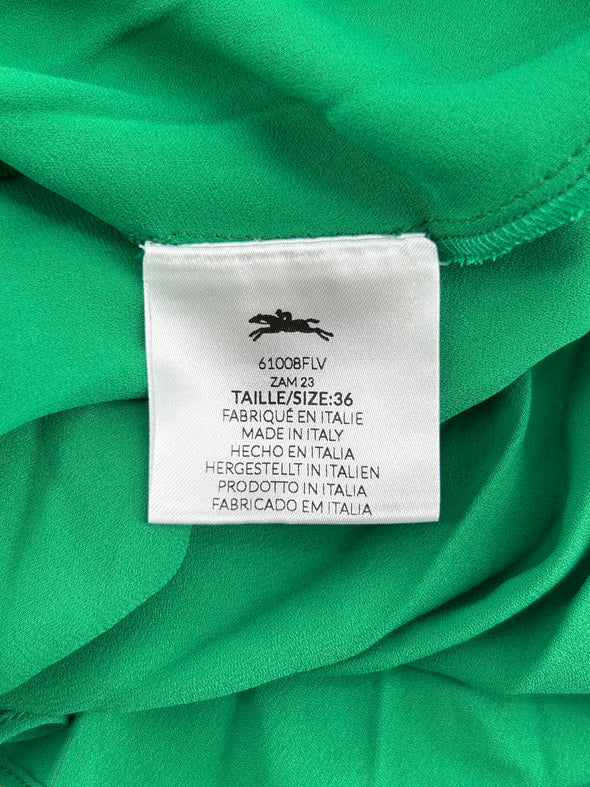 61008FLV
ZAM 23
TAILLE/SIZE:36
FABRIQUÉ EN ITALIE
MADE IN ITALY
HECHO EN ITALIA
HERGESTELLT IN ITALIEN
PRODOTTO IN ITALIA
FABRICADO EM ITALIA